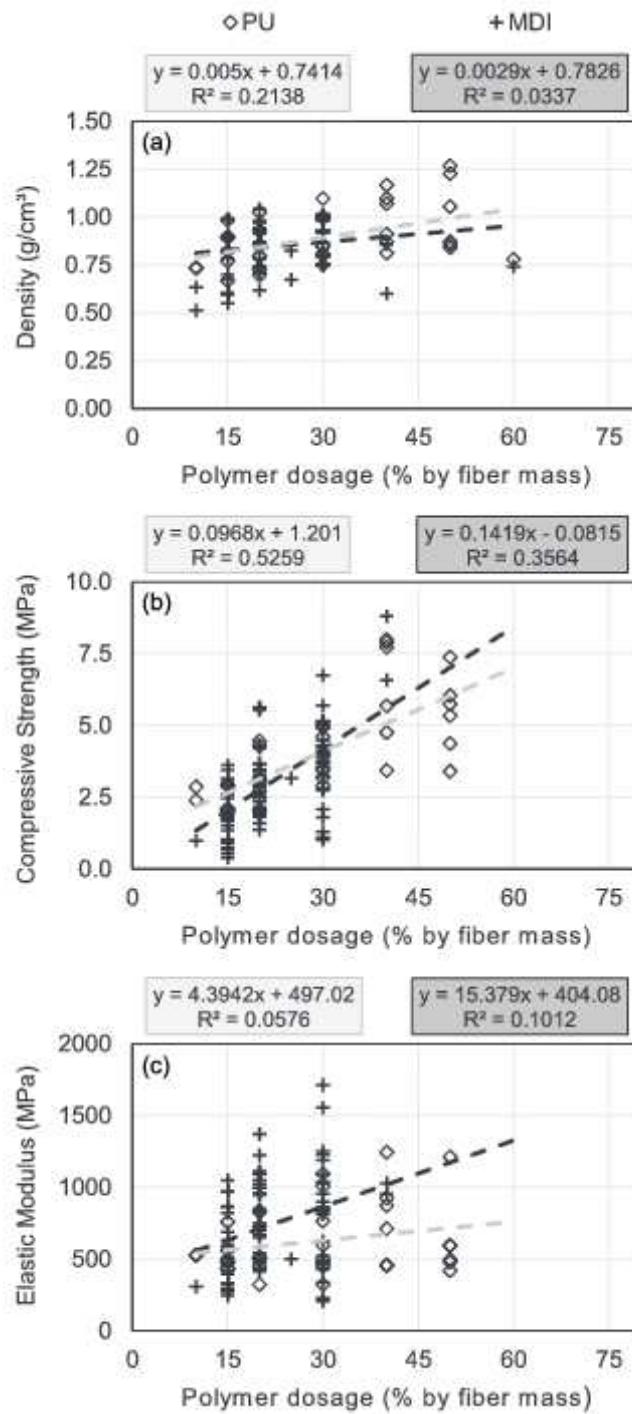 ◇PU +MDI
y = 0.005x + 0.7414 y = 0.0029x + 0.7826
R² = 0.2138 R² = 0.0337
1.50
(a)
1.25
1.00
0.75
0.50
0.25
0.00
Density (g/cm³)
0 15 30 45 60 75
Polymer dosage (% by fiber mass)
y = 0.0968x + 1.201 y = 0.1419x - 0.0815
R² = 0.5259 R² = 0.3564
10.0
(b)
7.5
5.0
2.5
0.0
Compressive Strength (MPa)
0 15 30 45 60 75
Polymer dosage (% by fiber mass)
y = 4.3942x + 497.02 y = 15.379x + 404.08
R² = 0.0576 R² = 0.1012
2000
(c)
1500
1000
500
0
Elastic Modulus (MPa)
0 15 30 45 60 75
Polymer dosage (% by fiber mass)